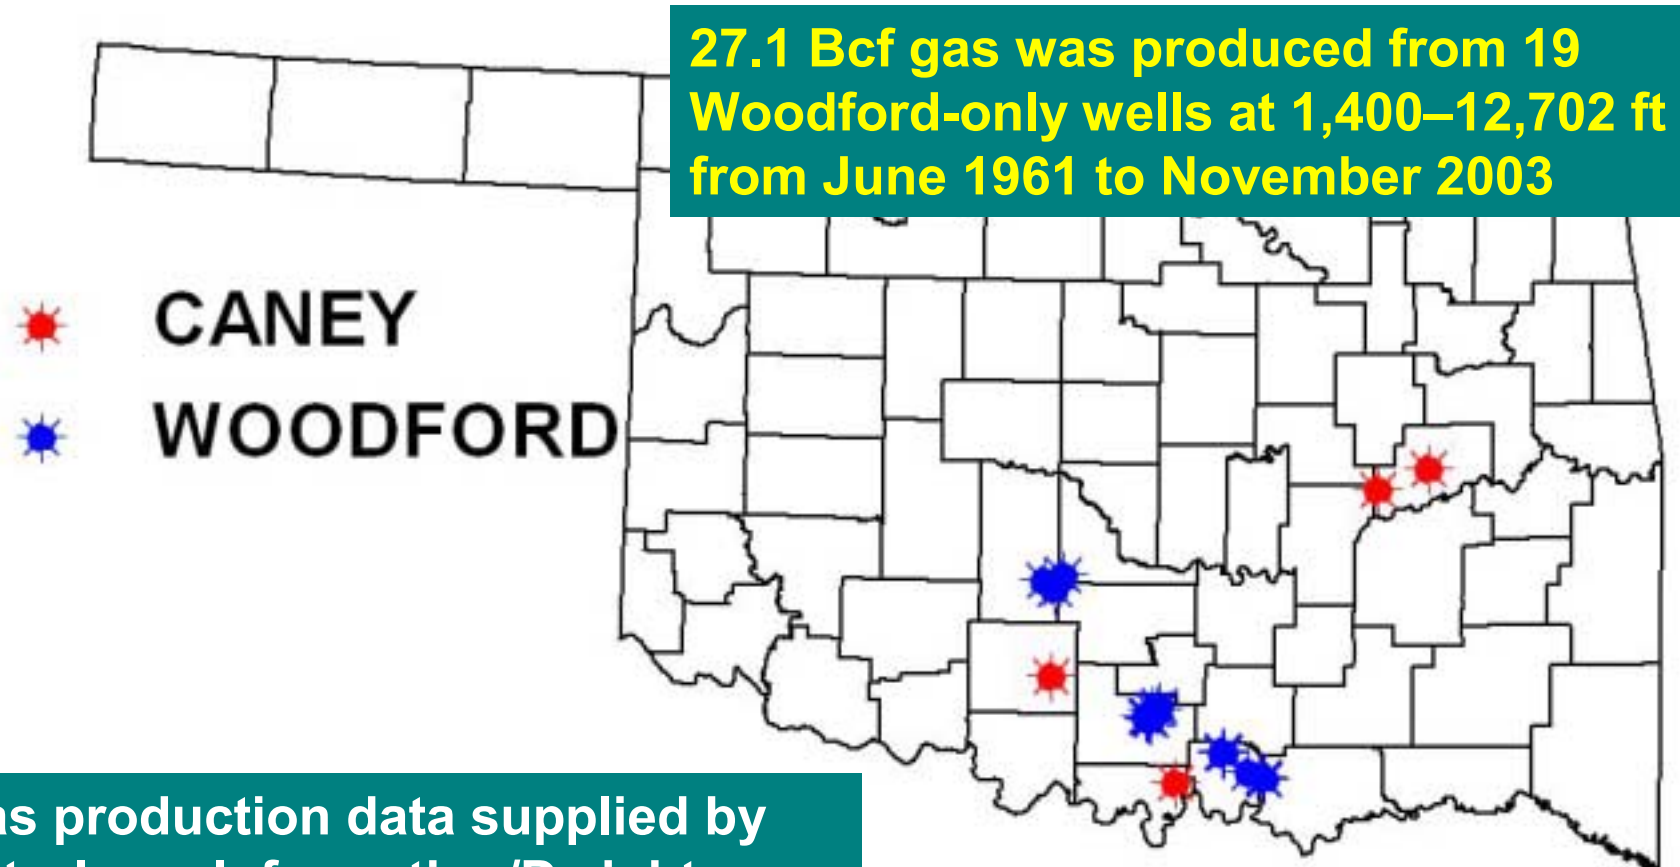 27.1 Bcf gas was produced from 19
Woodford-only wells at 1,400–12,702 ft
from June 1961 to November 2003
CANEY
WOODFORD
production data supplied by